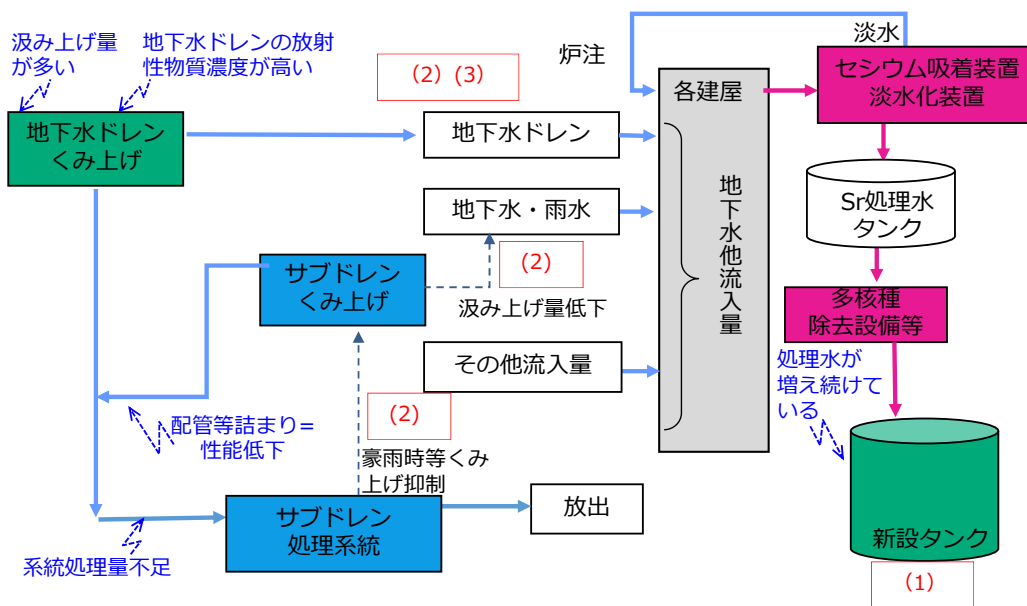 汲み上げ量
が多い
地下水ドレンの放射
性物質濃度が高い
(2) (3)
炉注
淡水
セシウム吸着装置
淡水化装置
各建屋
地下水ドレン
くみ上げ
地下水ドレン
地下水・雨水
(2)
サブドレン
くみ上げ
汲み上げ量低下
地下水他流入量
Sr処理水
タンク
多核種
除去設備等
その他流入量
処理水が
増え続けて
いる
(2)
配管等詰まり=
性能低下
豪雨時等くみ
上げ抑制
サブドレン
処理系統
放出
系統処理量不足
新設タンク
(1)